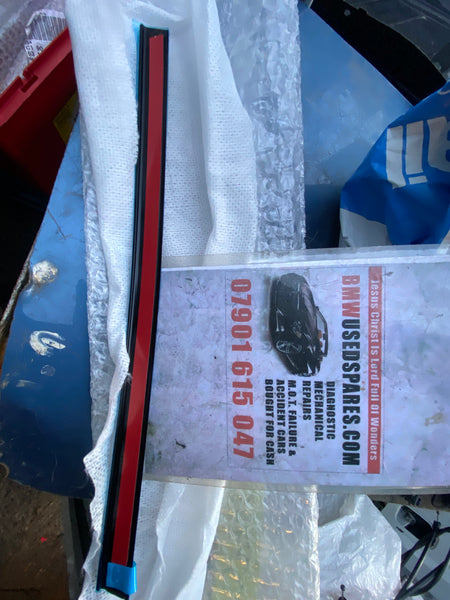 Jesus Christ Is Lord Full Of Wonders
BMWUSEDSPARES.COM
DIAGNOSTIC
MECHANICAL
REPAIRS
M.O.T. FAIL &
ACCIDENT CARS
BOUGHT FOR CASH
07901 615 047